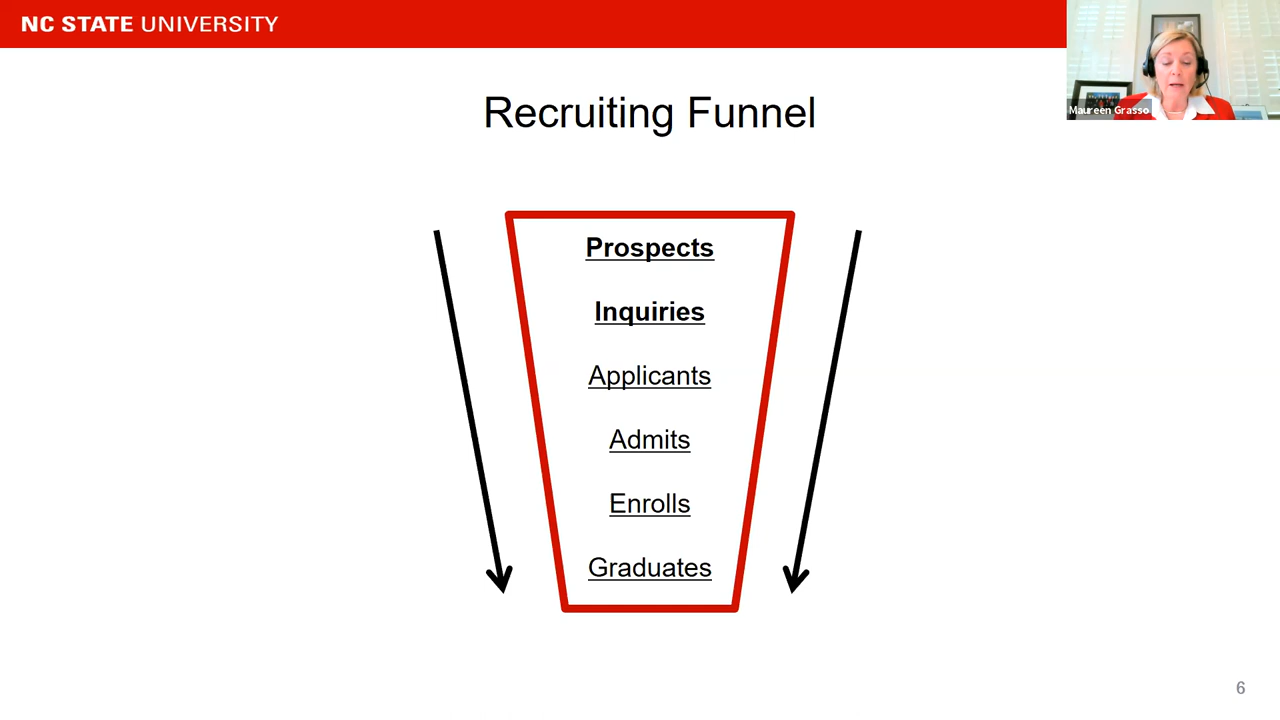 NC STATE UNIVERSITY
Maureen Grasso
Recruiting Funnel
Prospects
Inquiries
Applicants
Admits
Enrolls
Graduates
6